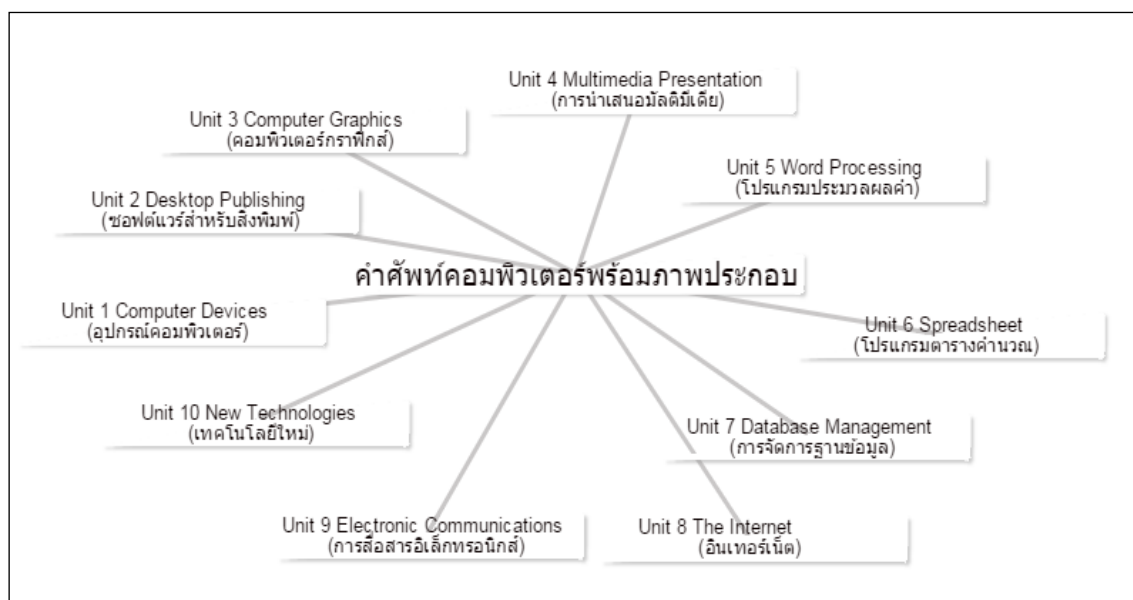 Unit 4 Multimedia Presentation
(การนำเสนอมัลติมีเดีย)
Unit 3 Computer Graphics
(คอมพิวเตอร์กราฟิกส์)
Unit 5 Word Processing
(โปรแกรมประมวลผลคำ)
Unit 2 Desktop Publishing
(ซอฟต์แวร์สำหรับสิ่งพิมพ์)
คำศัพท์คอมพิวเตอร์พร้อมภาพประกอบ
Unit 1 Computer Devices
(อุปกรณ์คอมพิวเตอร์)
Unit 6 Spreadsheet
(โปรแกรมตารางคำนวณ)
Unit 10 New Technologies
(เทคโนโลยีใหม่)
Unit 7 Database Management
(การจัดการฐานข้อมูล)
Unit 9 Electronic Communications
(การสื่อสารอิเล็กทรอนิกส์)
Unit 8 The Internet
(อินเทอร์เน็ต)